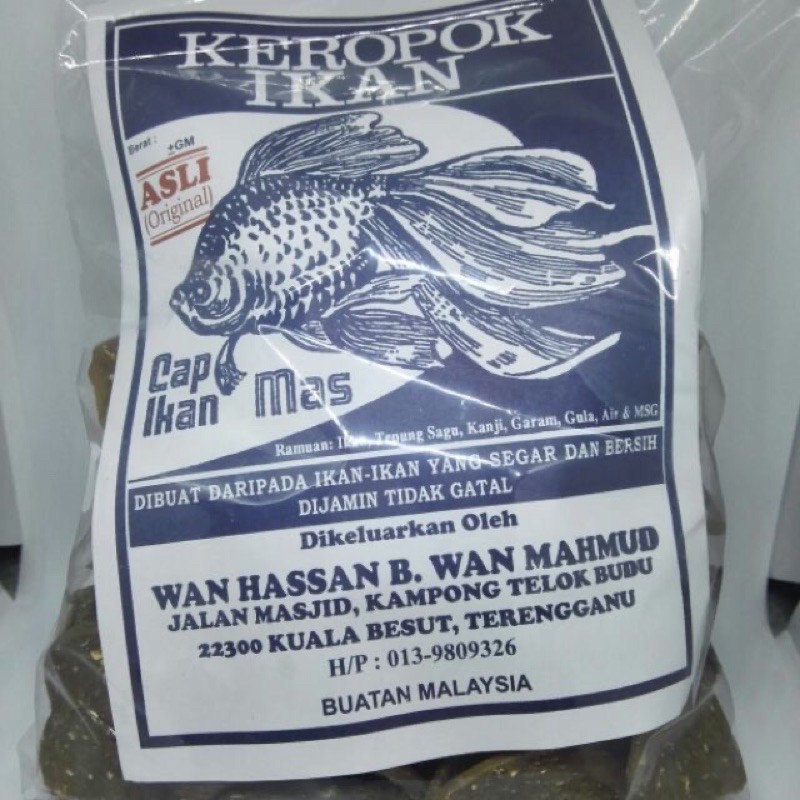 KEROPOK
IKAN
Berat : ±GM
ASLI
(Original)
Cap
Ikan Mas
Ramuan: Tepung Sagu, Kanji, Garam, Gula, Air & MSG
DIBUAT DARIPADA IKAN-IKAN YANG SEGAR DAN BERSIH
DIJAMIN TIDAK GATAL
Dikeluarkan Oleh
WAN HASSAN B. WAN MAHMUD
JALAN MASJID, KAMPONG TELOK BUDU
22300 KUALA BESUT, TERENGGANU
H/P : 013-9809326
BUATAN MALAYSIA